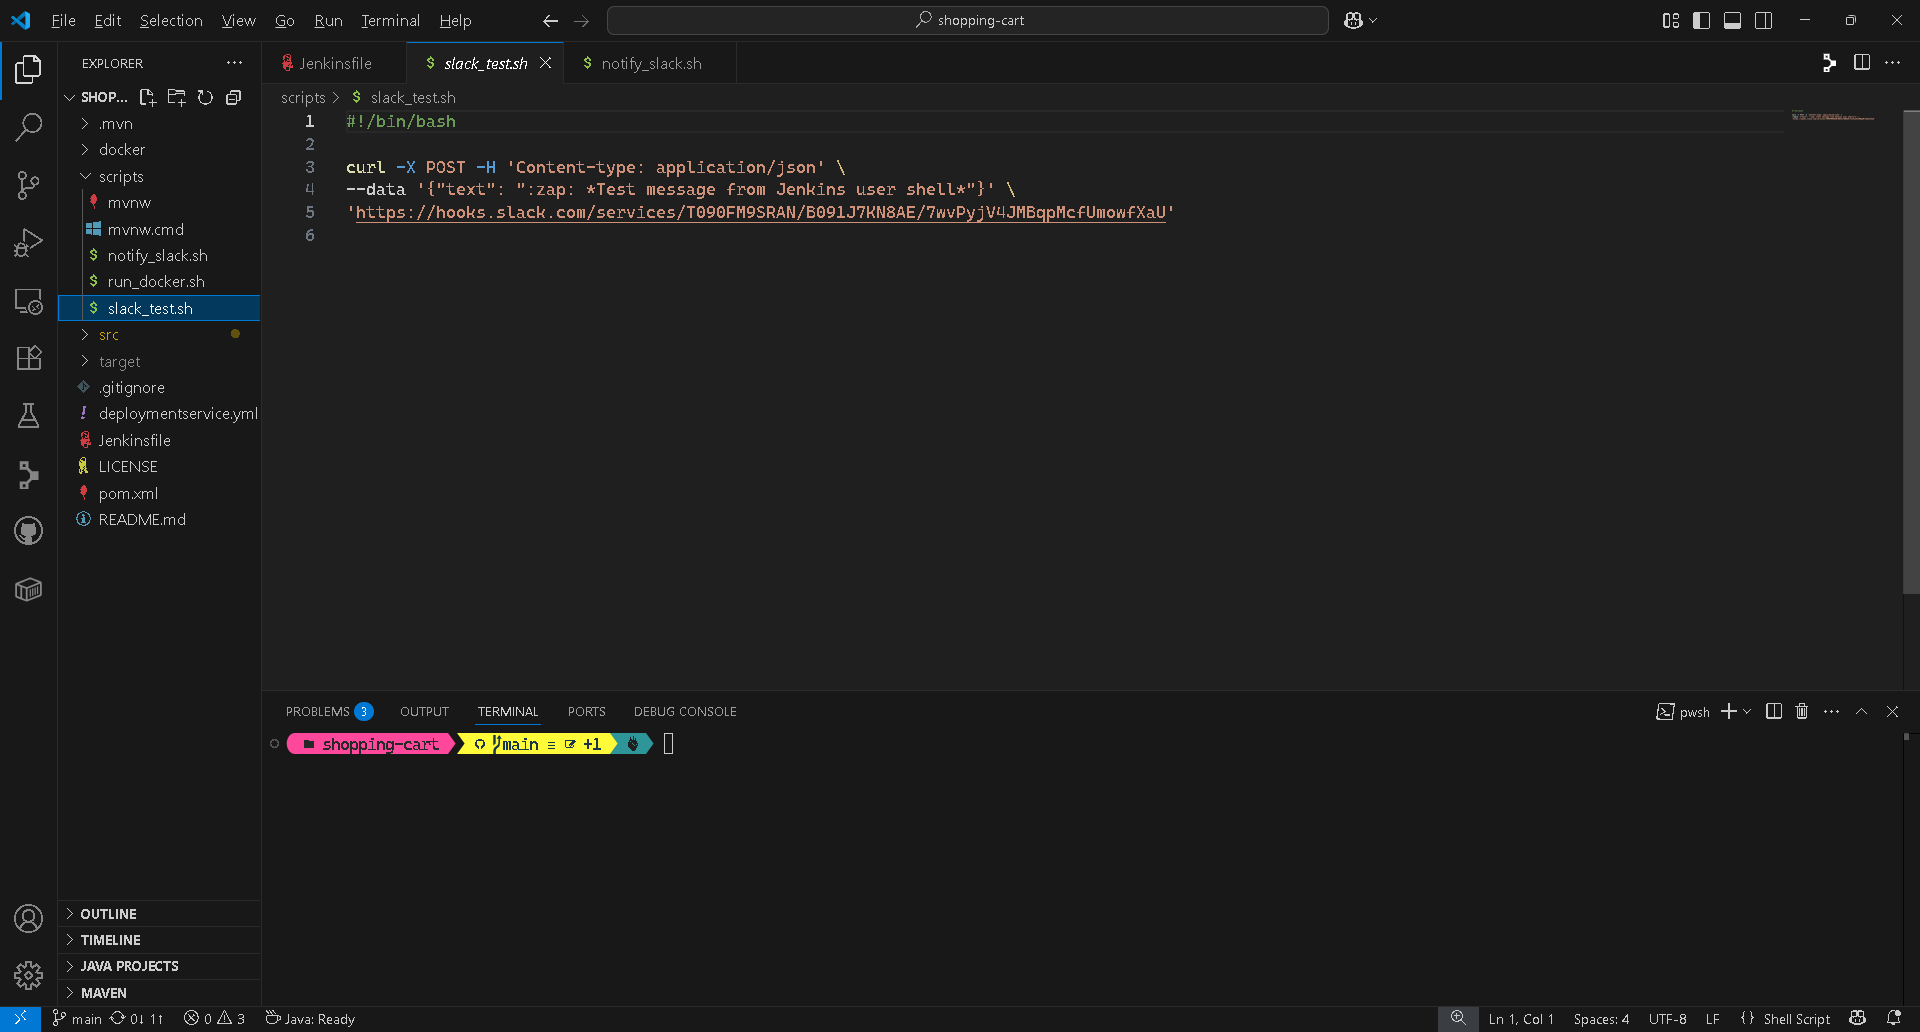 File Edit Selection View Go Run Terminal Help
shopping-cart
EXPLORER
SHOP...
.mvn
docker
scripts
mvnw
mvnw.cmd
notify_slack.sh
run_docker.sh
slack_test.sh
src
target
.gitignore
deploymentservice.yml
Jenkinsfile
LICENSE
pom.xml
README.md
OUTLINE
TIMELINE
JAVA PROJECTS
MAVEN
Jenkinsfile
slack_test.sh
notify_slack.sh
scripts > $ slack_test.sh
1 #!/bin/bash
2
3 curl -X POST -H 'Content-type: application/json' \
4 --data '{"text": ":zap: *Test message from Jenkins user shell*"}' \
5 'https://hooks.slack.com/services/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'
6
PROBLEMS 3 OUTPUT TERMINAL PORTS DEBUG CONSOLE
pwsh
shopping-cart main ≡ +1
main 0↓ 1↑ 0 3 Java: Ready
Ln 1, Col 1 Spaces: 4 UTF-8 LF {} Shell Script